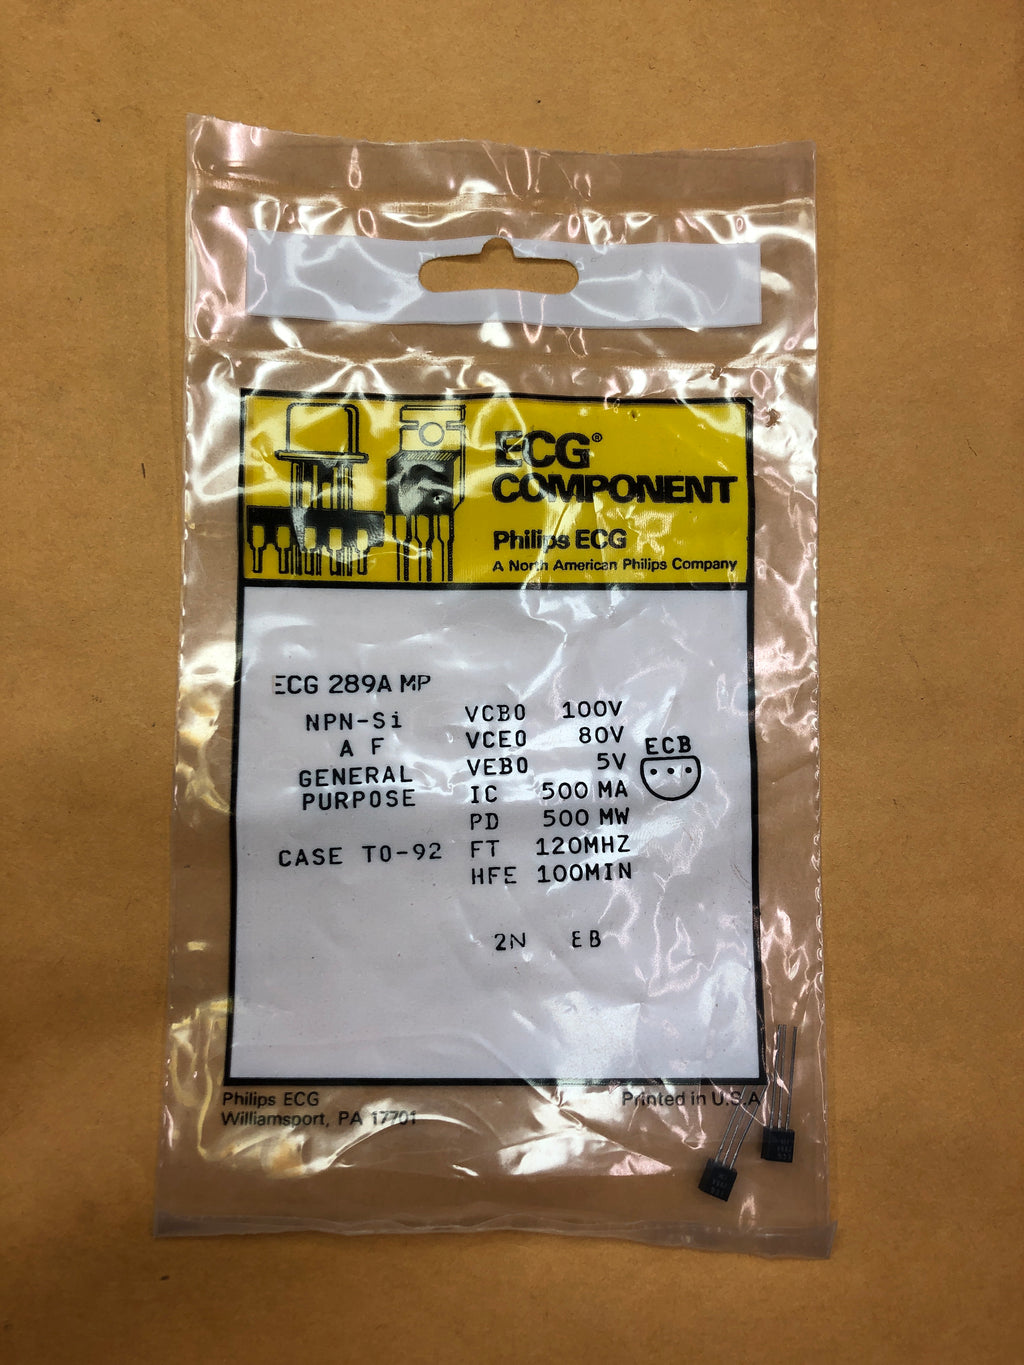 ECG®
COMPONENT
Philips ECG
A North American Philips Company
ECG 289A MP
NPN-Si
A F
GENERAL
PURPOSE
CASE TO-92
VCBO 100V
VCEO 80V
VEBO 5V
IC 500 MA
PD 500 MW
FT 120MHZ
HFE 100MIN
ECB
2N EB
Philips ECG
Williamsport, PA 17701
Printed in U.S.A